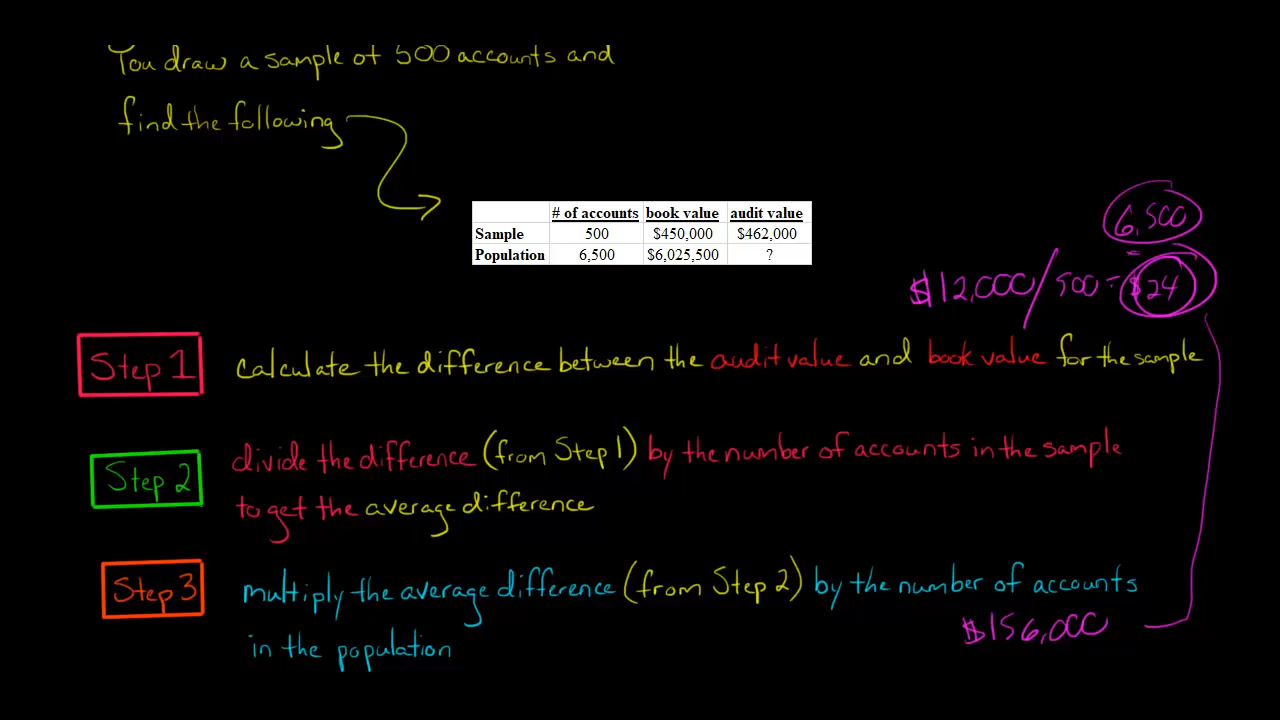 You draw a sample of 500 accounts and
find the following
# of accounts book value audit value
Sample 500 $450,000 $462,000
Population 6,500 $6,025,500 ?
6,500
$12,000/500 = $24
Step 1 calculate the difference between the audit value and book value for the sample
Step 2 divide the difference (from Step 1) by the number of accounts in the sample
to get the average difference
Step 3 multiply the average difference (from Step 2) by the number of accounts
in the population
$156,000